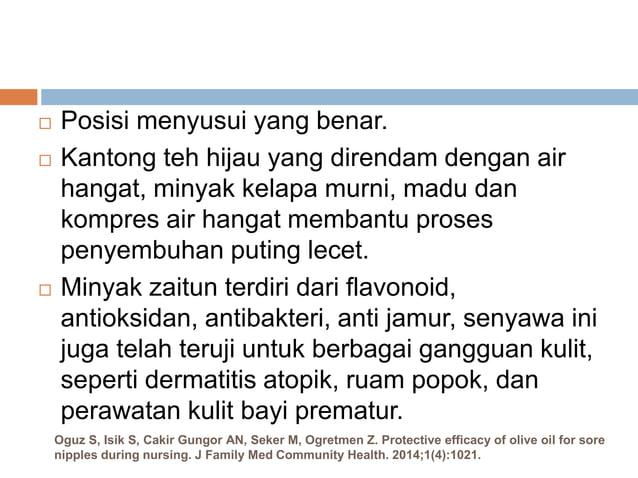 Posisi menyusui yang benar.
Kantong teh hijau yang direndam dengan air
hangat, minyak kelapa murni, madu dan
kompres air hangat membantu proses
penyembuhan puting lecet.
Minyak zaitun terdiri dari flavonoid,
antioksidan, antibakteri, anti jamur, senyawa ini
juga telah teruji untuk berbagai gangguan kulit,
seperti dermatitis atopik, ruam popok, dan
perawatan kulit bayi prematur.
Oguz S, Isik S, Cakir Gungor AN, Seker M, Ogretmen Z. Protective efficacy of olive oil for sore
nipples during nursing. J Family Med Community Health. 2014;1(4):1021.